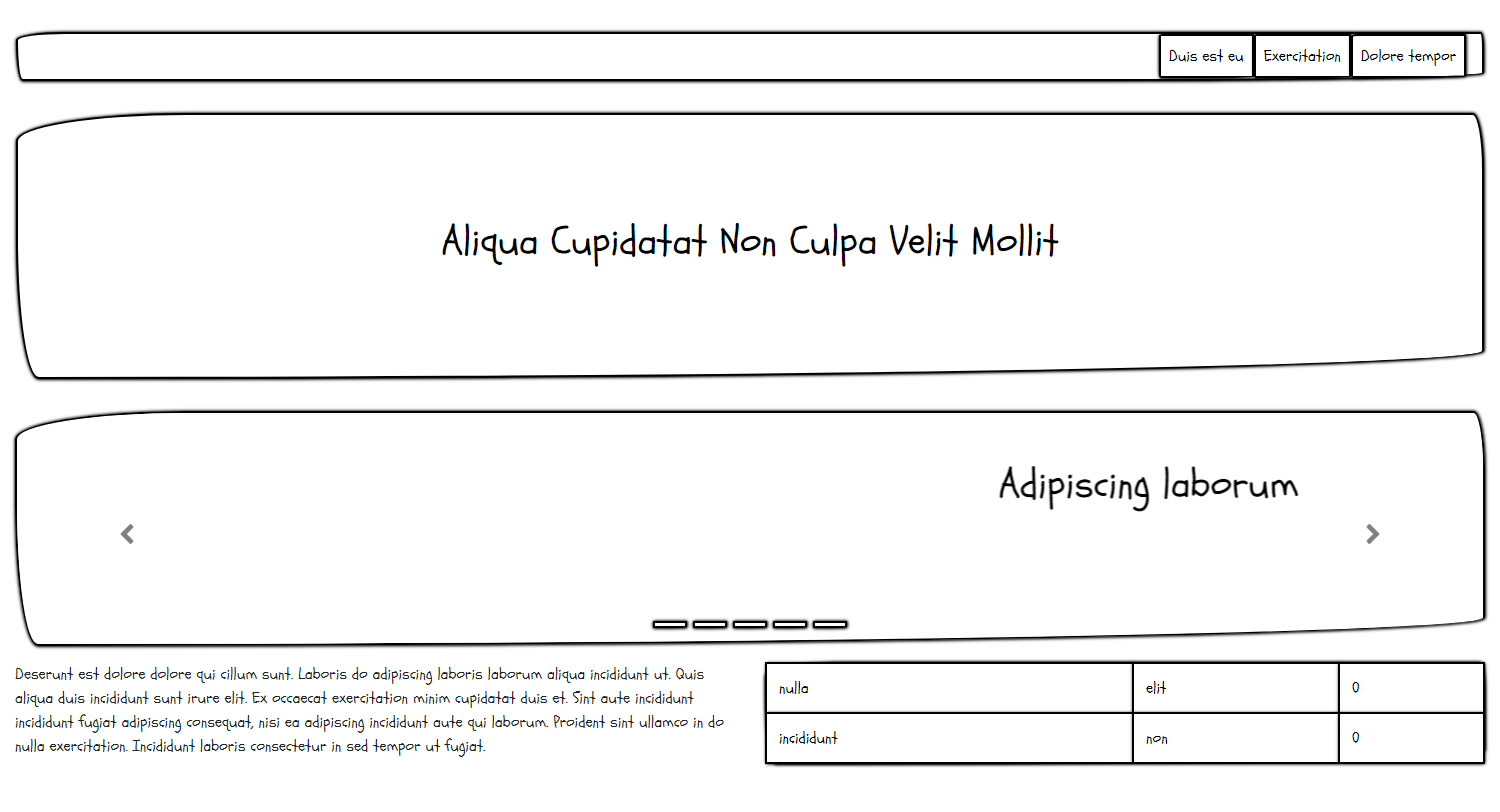 Duis est eu Exercitation Dolore tempor
Aliqua Cupidatat Non Culpa Velit Mollit
Adipiscing laborum
Deserunt est dolore dolore qui cillum sunt. Laboris do adipiscing laboris laborum aliqua incididunt ut. Quis
aliqua duis incididunt sunt irure elit. Ex occaecat exercitation minim cupidatat duis et. Sint aute incididunt
incididunt fugiat adipiscing consequat, nisi ea adipiscing incididunt aute qui laborum. Proident sint ullamco in do
nulla exercitation. Incididunt laboris consectetur in sed tempor ut fugiat.
nulla elit 0
incididunt non 0